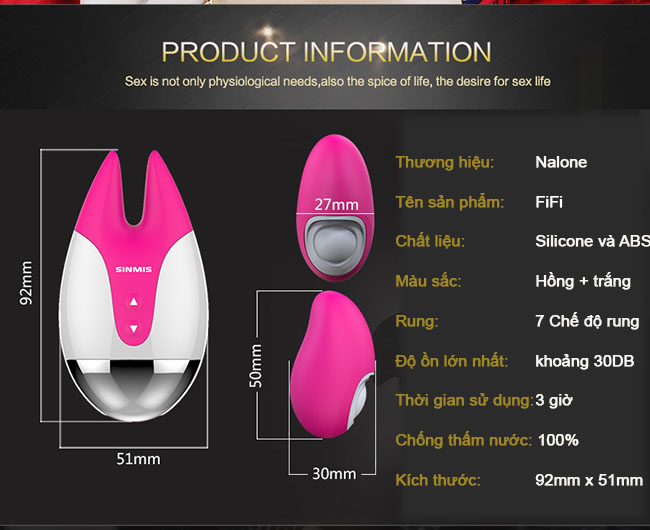 PRODUCT INFORMATION
Sex is not only physiological needs,also the spice of life, the desire for sex life
92mm
SINMIS
51mm
27mm
50mm
30mm
Thương hiệu: Nalone
Tên sản phẩm: FiFi
Chất liệu: Silicone và ABS
Màu sắc: Hồng + trắng
Rung: 7 Chế độ rung
Độ ồn lớn nhất: khoảng 30DB
Thời gian sử dụng: 3 giờ
Chống thấm nước: 100%
Kích thước: 92mm x 51mm